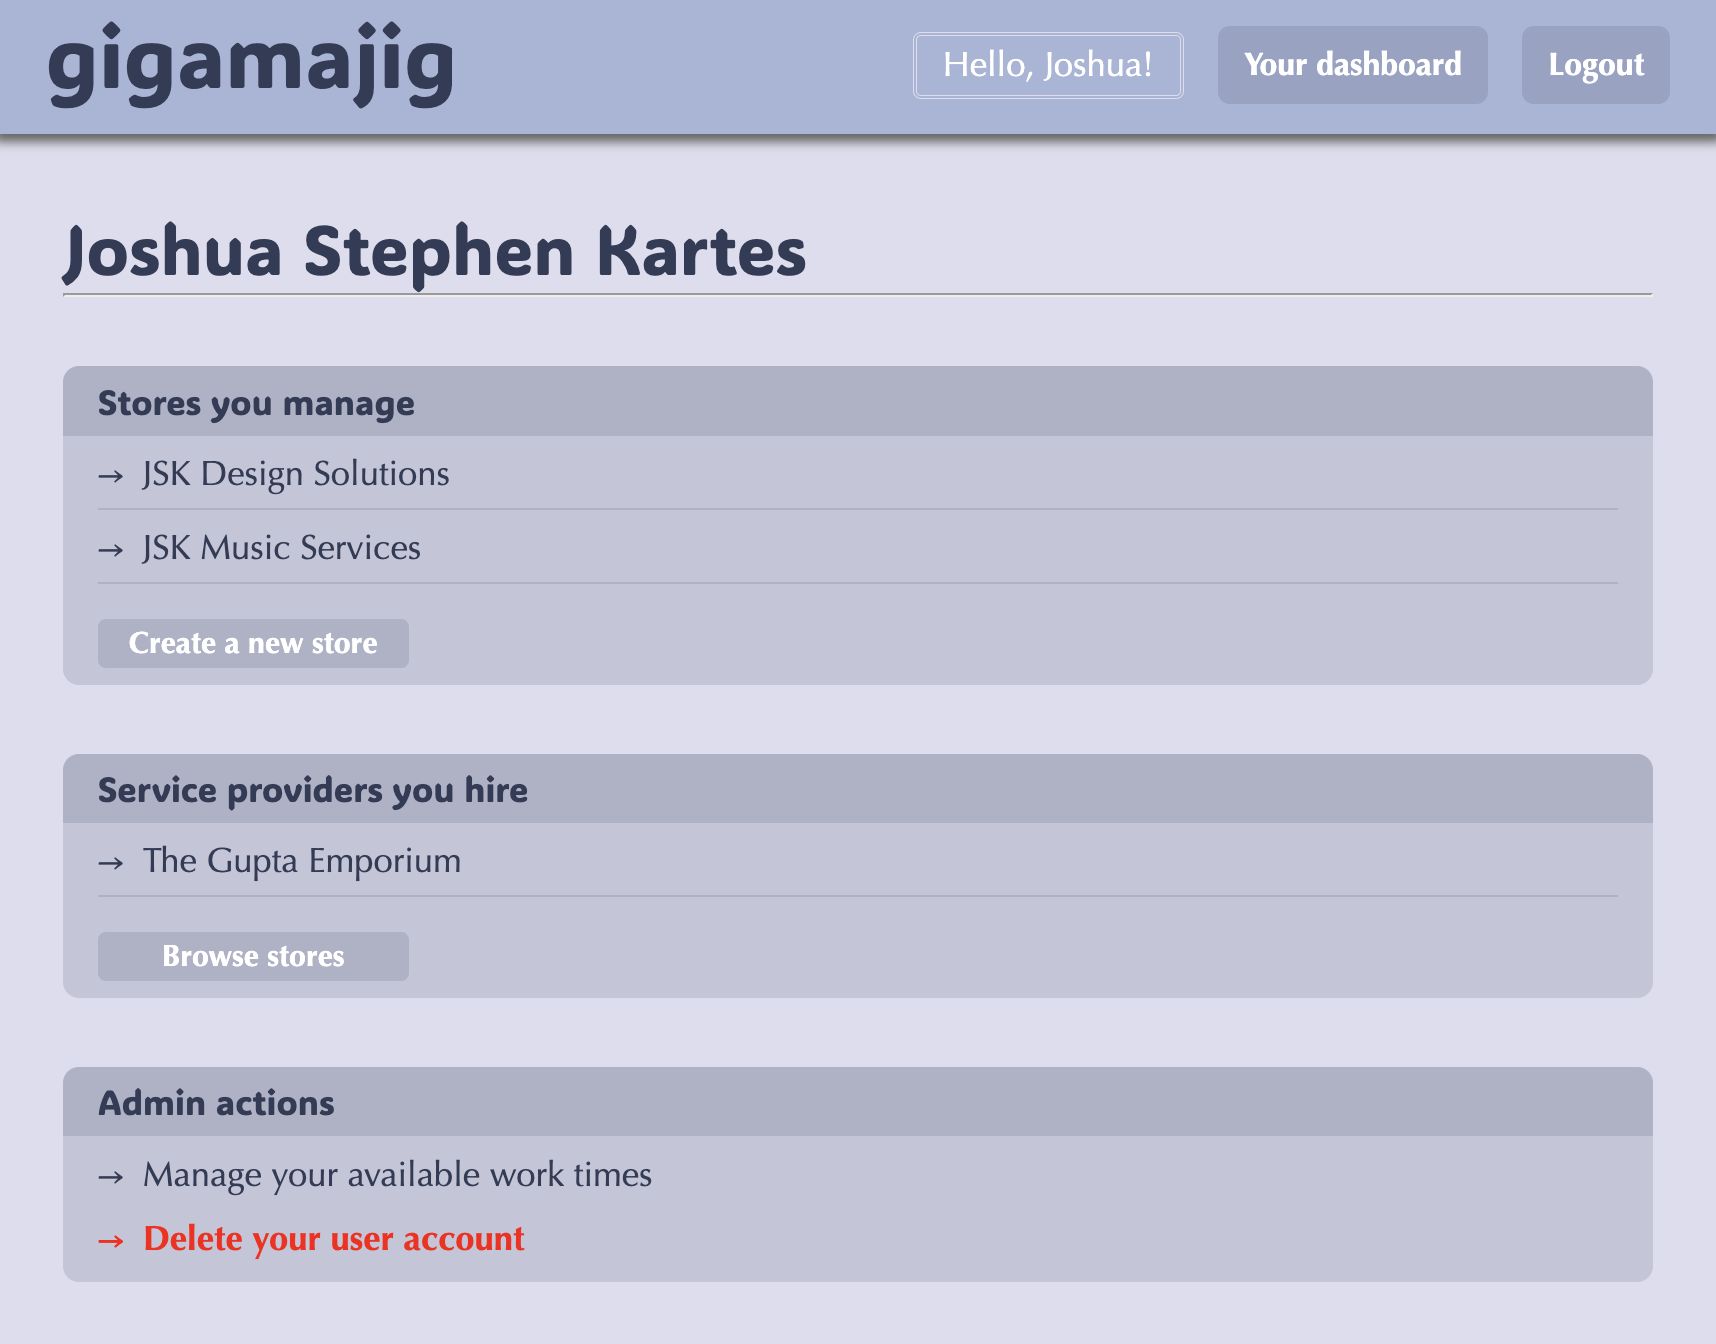 gigamajig
Hello, Joshua!
Your dashboard
Logout
Joshua Stephen Kartes
Stores you manage
→ JSK Design Solutions
→ JSK Music Services
Create a new store
Service providers you hire
→ The Gupta Emporium
Browse stores
Admin actions
→ Manage your available work times
→ Delete your user account